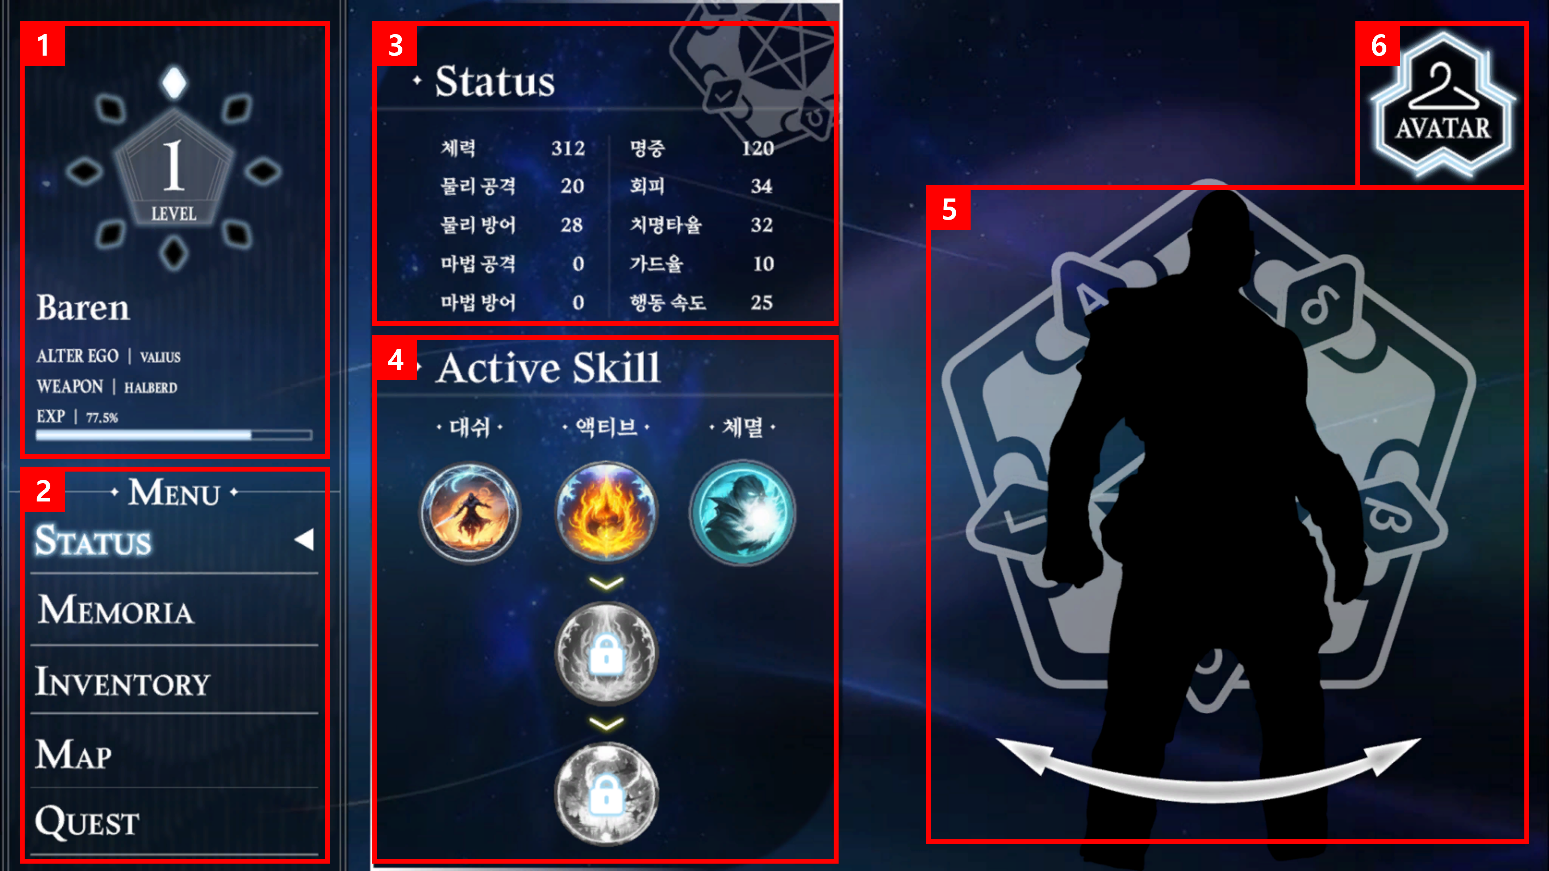 1
1
LEVEL
Baren
ALTER EGO | VALIUS
WEAPON | HALBERD
EXP | 77.5%
2
MENU
STATUS
MEMORIA
INVENTORY
MAP
QUEST
3
Status
체력 312 명중 120
물리 공격 20 회피 34
물리 방어 28 치명타율 32
마법 공격 0 가드율 10
마법 방어 0 행동 속도 25
4
Active Skill
· 대쉬 · · 액티브 · · 체멸 ·
5
A
δ
B
6
AVATAR